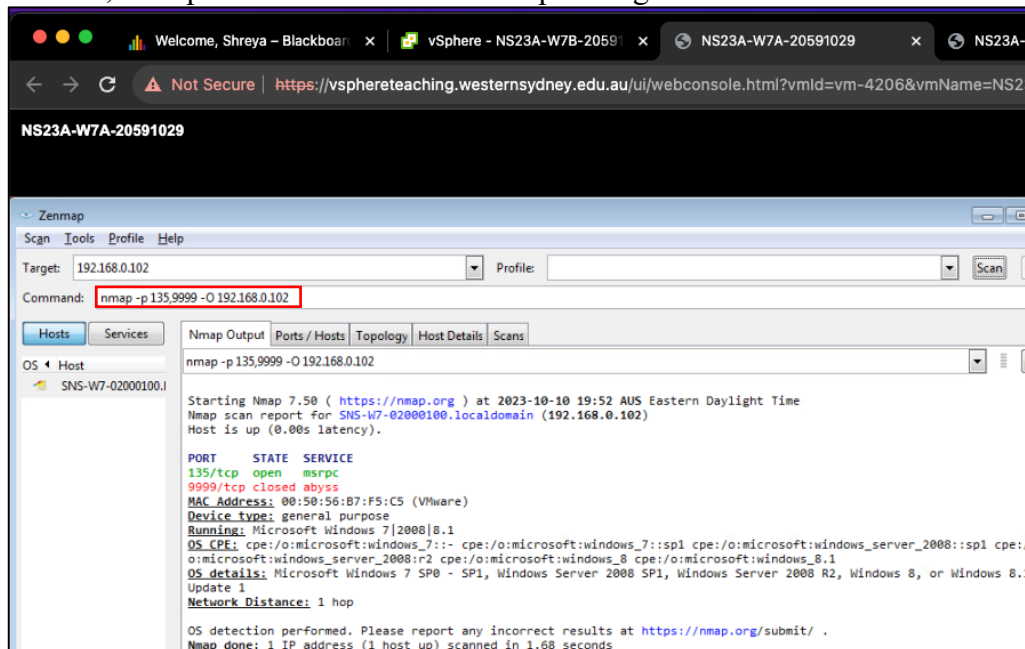 Welcome, Shreya – Blackboard
vSphere - NS23A-W7B-20591
NS23A-W7A-20591029
NS23A-
Not Secure | https://vsphereteaching.westernsydney.edu.au/ui/webconsole.html?vmId=vm-4206&vmName=NS2
NS23A-W7A-20591029
Zenmap
Scan Tools Profile Help
Target: 192.168.0.102 Profile: Scan
Command: nmap -p 135,9999 -O 192.168.0.102
Hosts Services Nmap Output Ports / Hosts Topology Host Details Scans
OS Host nmap -p 135,9999 -O 192.168.0.102
SNS-W7-02000100.l
Starting Nmap 7.50 ( https://nmap.org ) at 2023-10-10 19:52 AUS Eastern Daylight Time
Nmap scan report for SNS-W7-02000100.localdomain (192.168.0.102)
Host is up (0.00s latency).
PORT STATE SERVICE
135/tcp open msrpc
9999/tcp closed abyss
MAC Address: 00:50:56:B7:F5:C5 (VMware)
Device type: general purpose
Running: Microsoft Windows 7|2008|8.1
OS CPE: cpe:/o:microsoft:windows_7::- cpe:/o:microsoft:windows_7::sp1 cpe:/o:microsoft:windows_server_2008::sp1 cpe:/
o:microsoft:windows_server_2008:r2 cpe:/o:microsoft:windows_8 cpe:/o:microsoft:windows_8.1
OS details: Microsoft Windows 7 SP0 - SP1, Windows Server 2008 SP1, Windows Server 2008 R2, Windows 8, or Windows 8.1
Update 1
Network Distance: 1 hop
OS detection performed. Please report any incorrect results at https://nmap.org/submit/ .
Nmap done: 1 IP address (1 host up) scanned in 1.68 seconds